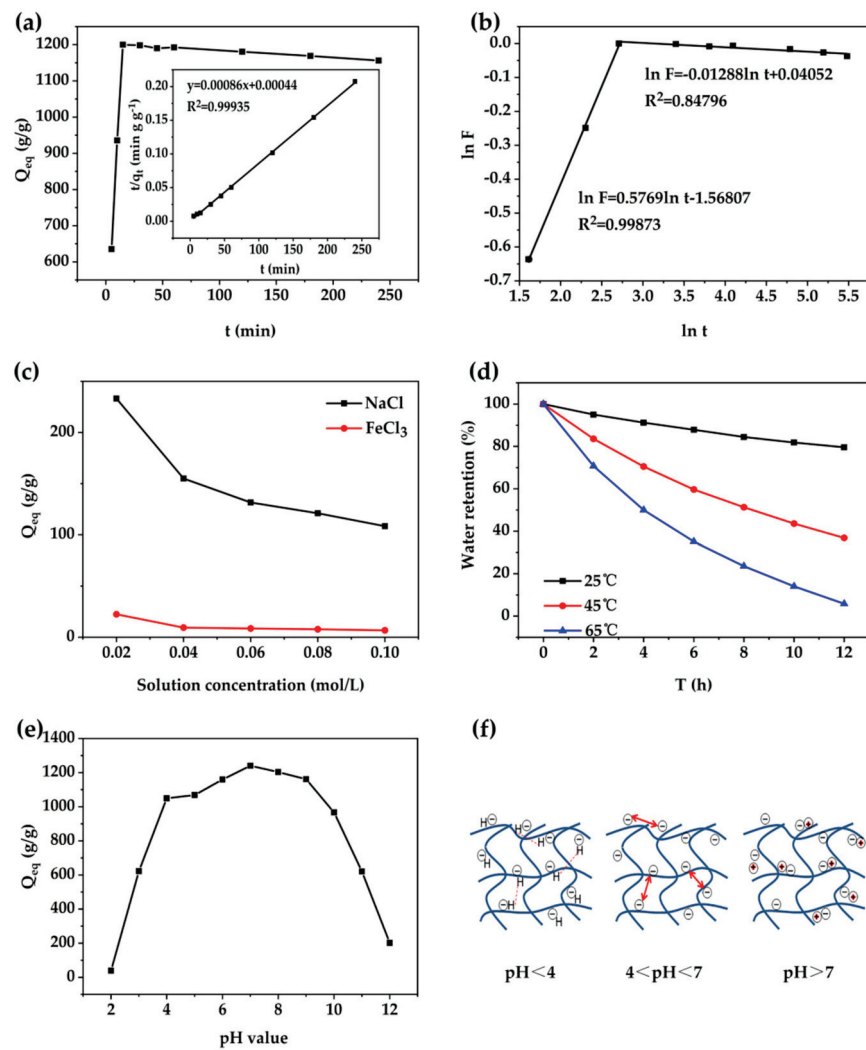 (a)
1200
1100
1000
900
800
700
600
Q_eq (g/g)
0
50
100
150
200
250
t (min)
y=0.00086x+0.00044
R²=0.99935
0.20
0.15
0.10
0.05
0.00
t/q_t (min g g⁻¹)
0 50 100 150 200 250
t (min)
(b)
0.0
-0.1
-0.2
-0.3
-0.4
-0.5
-0.6
-0.7
ln F
ln F=-0.01288ln t+0.04052
R²=0.84796
ln F=0.5769ln t-1.56807
R²=0.99873
1.5 2.0 2.5 3.0 3.5 4.0 4.5 5.0 5.5
ln t
(c)
NaCl
FeCl₃
200
100
0
Q_eq (g/g)
0.02 0.04 0.06 0.08 0.10
Solution concentration (mol/L)
(d)
100
80
60
40
20
0
Water retention (%)
25℃
45℃
65℃
0 2 4 6 8 10 12
T (h)
(e)
1400
1200
1000
800
600
400
200
0
Q_eq (g/g)
2 4 6 8 10 12
pH value
(f)
H
H
H
H
H
H
H
H
pH<4
4<pH<7
pH>7